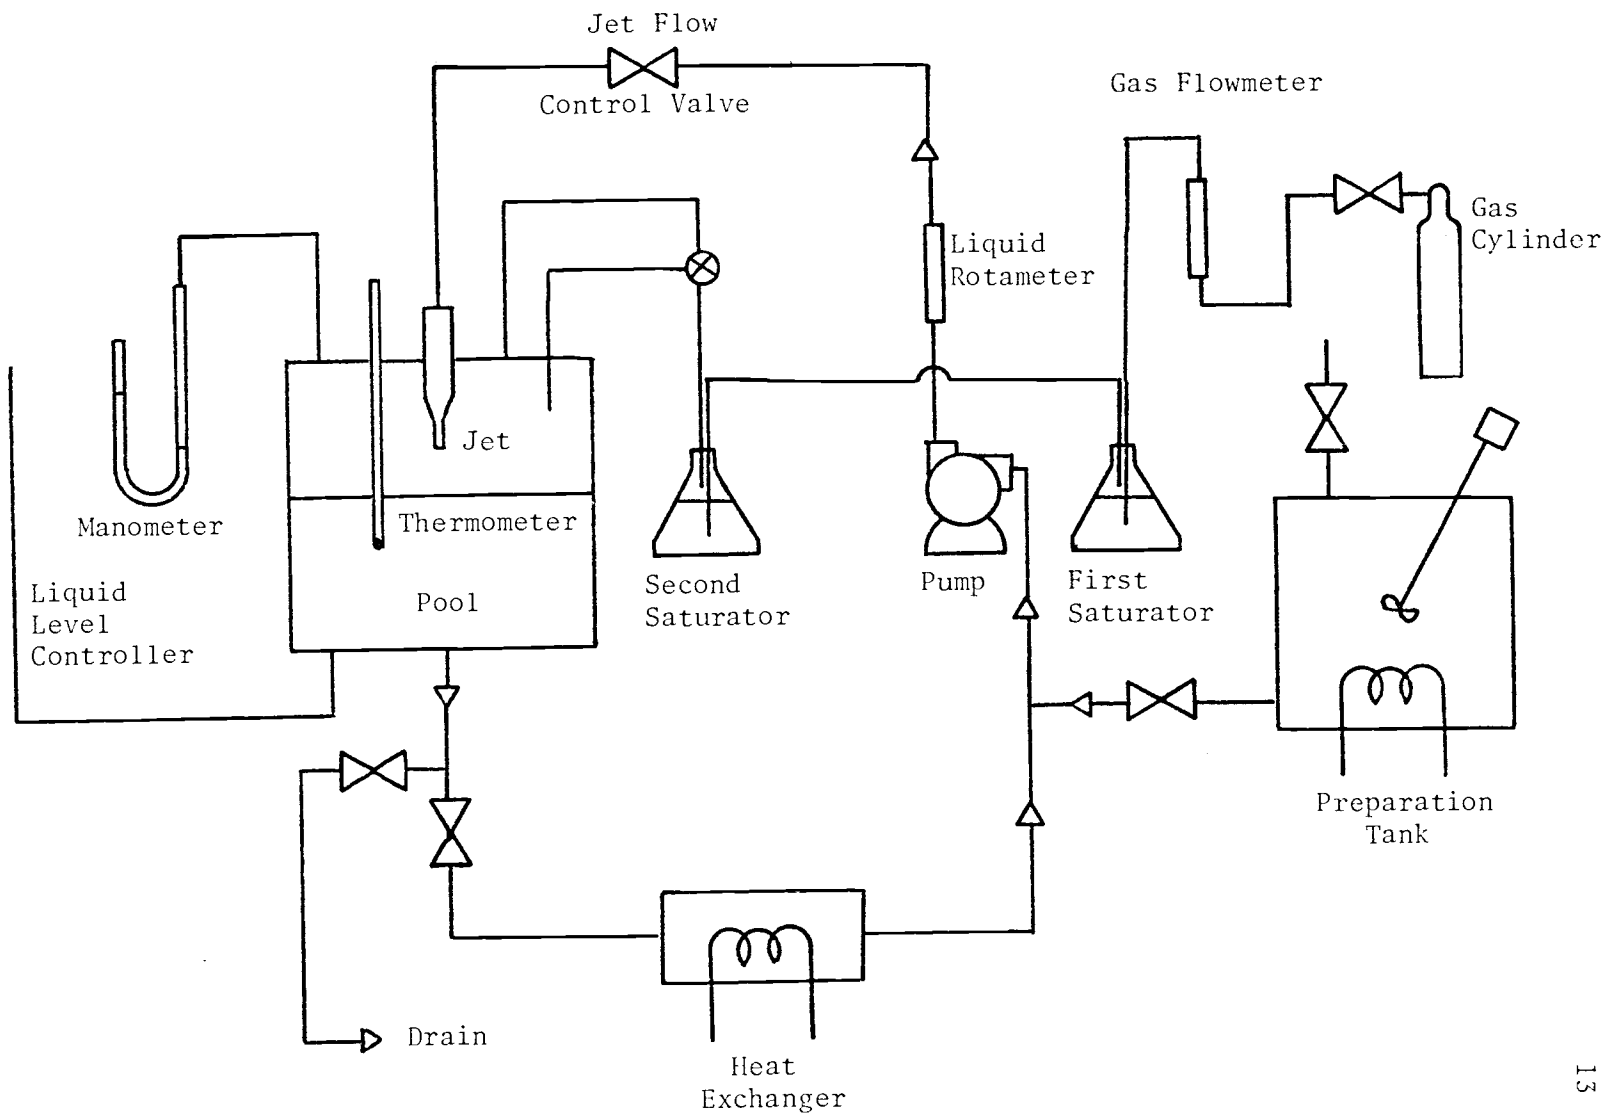 Jet Flow
Control Valve
Gas Flowmeter
Gas
Cylinder
Liquid
Rotameter
Jet
Manometer
Thermometer
Pool
Liquid
Level
Controller
Second
Saturator
Pump
First
Saturator
Preparation
Tank
Drain
Heat
Exchanger
13